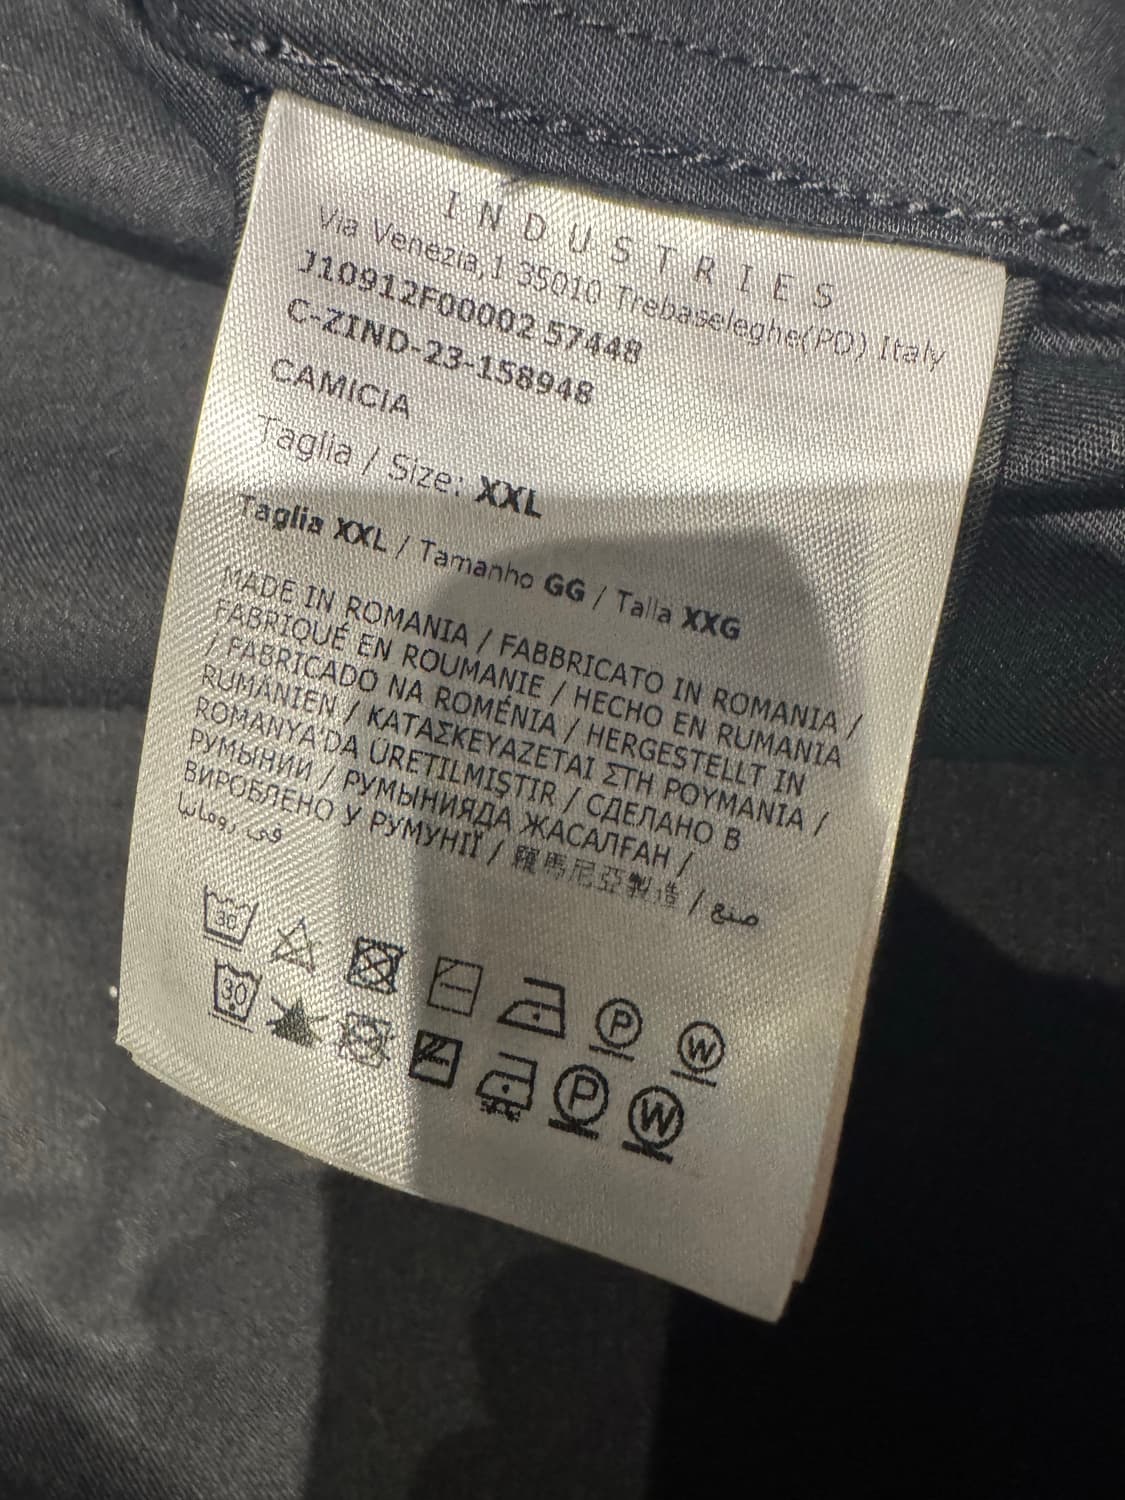 INDUSTRIES
Via Venezia,1 35010 Trebaseleghe(PD) Italy
J10912F00002 57448
C-ZIND-23-158948
CAMICIA
Taglia / Size: XXL
Taglia XXL / Tamanho GG / Talla XXG
MADE IN ROMANIA / FABBRICATO IN ROMANIA /
FABRIQUÉ EN ROUMANIE / HECHO EN RUMANIA
/ FABRICADO NA ROMÉNIA / HERGESTELLT IN
RUMÄNIEN / ΚΑΤΑΣΚΕΥΑΖΕΤΑΙ ΣΤΗ ΡΟΥΜΑΝΙΑ /
ROMANYA'DA ÜRETILMIŞTIR / СДЕЛАНО В
РУМЫНИИ / РУМЫНИЯДА ЖАСАЛҒАН /
ВИРОБЛЕНО У РУМУНІЇ / 羅馬尼亞製造 / صنع
في رومانيا
30
P
W
30
P
W